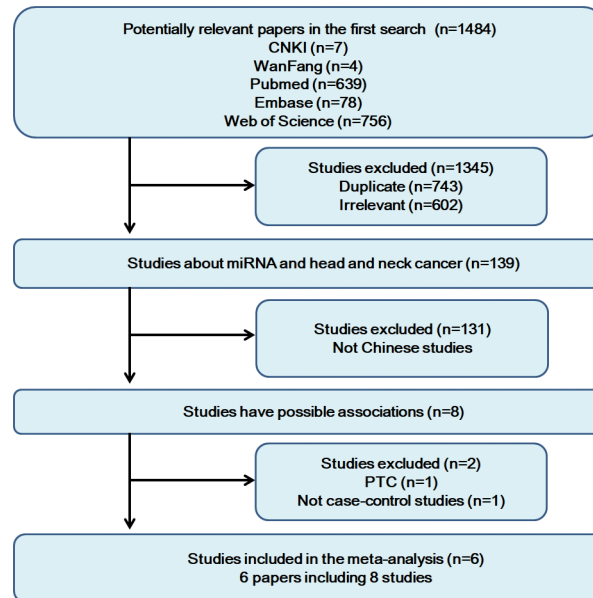 Potentially relevant papers in the first search (n=1484)
CNKI (n=7)
WanFang (n=4)
Pubmed (n=639)
Embase (n=78)
Web of Science (n=756)
Studies excluded (n=1345)
Duplicate (n=743)
Irrelevant (n=602)
Studies about miRNA and head and neck cancer (n=139)
Studies excluded (n=131)
Not Chinese studies
Studies have possible associations (n=8)
Studies excluded (n=2)
PTC (n=1)
Not case-control studies (n=1)
Studies included in the meta-analysis (n=6)
6 papers including 8 studies